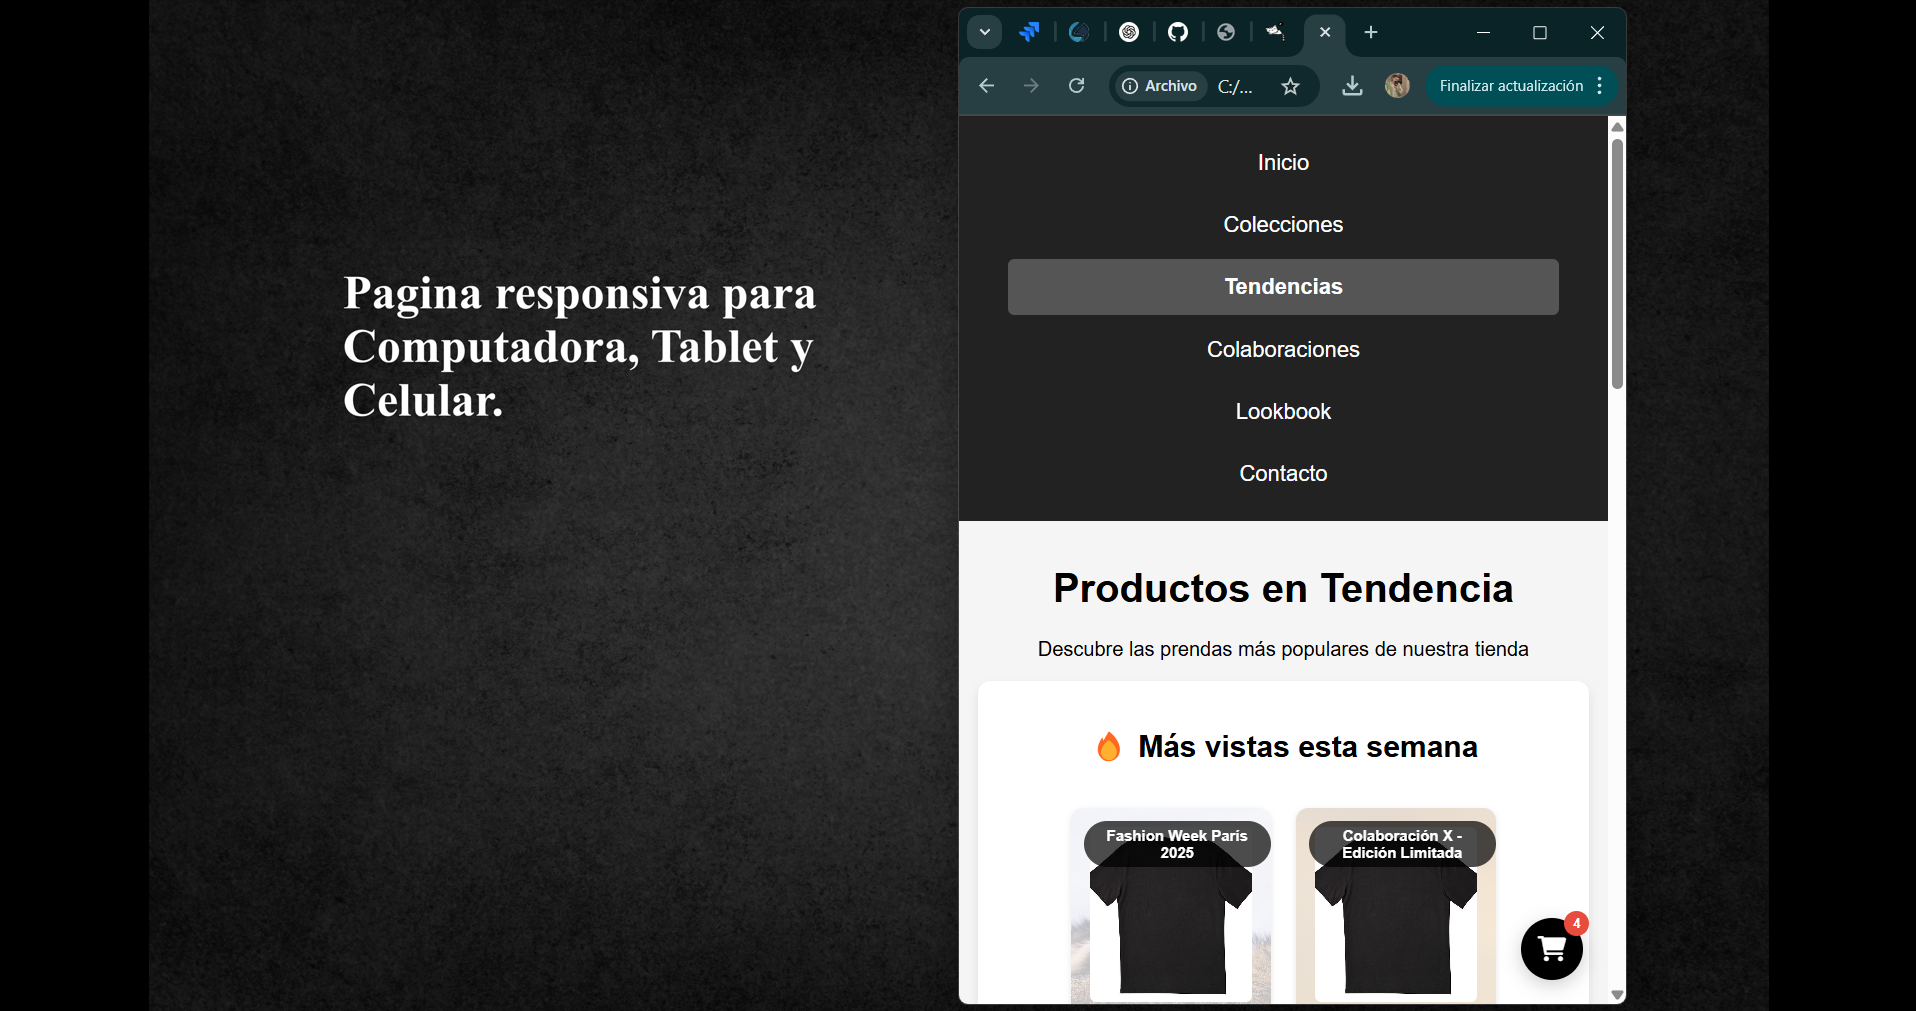 Pagina responsiva para
Computadora, Tablet y
Celular.
Archivo C:/...
Finalizar actualización
Inicio
Colecciones
Tendencias
Colaboraciones
Lookbook
Contacto
Productos en Tendencia
Descubre las prendas más populares de nuestra tienda
Más vistas esta semana
Fashion Week París
2025
Colaboración X -
Edición Limitada
4